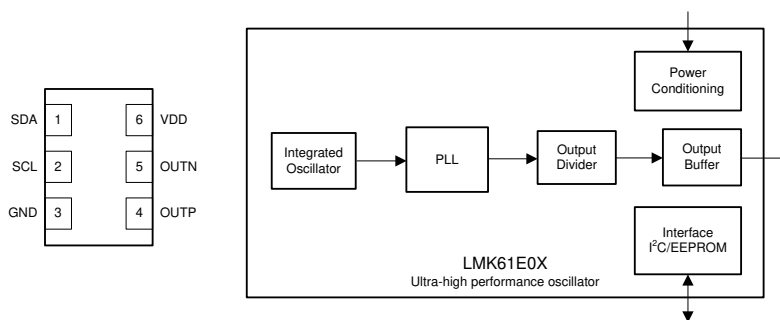 SDA 1 6 VDD
SCL 2 5 OUTN
GND 3 4 OUTP
Power
Conditioning
Integrated
Oscillator
PLL
Output
Divider
Output
Buffer
Interface
I²C/EEPROM
LMK61E0X
Ultra-high performance oscillator